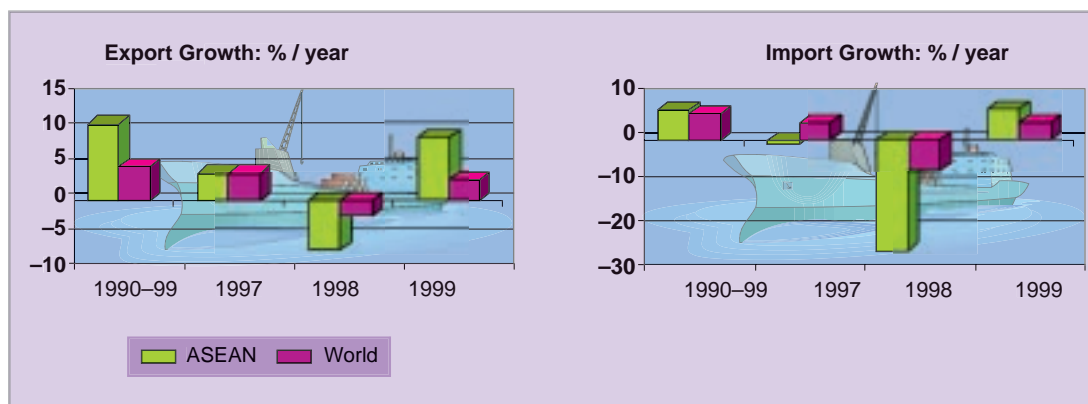 Export Growth: % / year
15
10
5
0
–5
–10
1990–99 1997 1998 1999
Import Growth: % / year
10
0
–10
–20
–30
1990–99 1997 1998 1999
ASEAN World